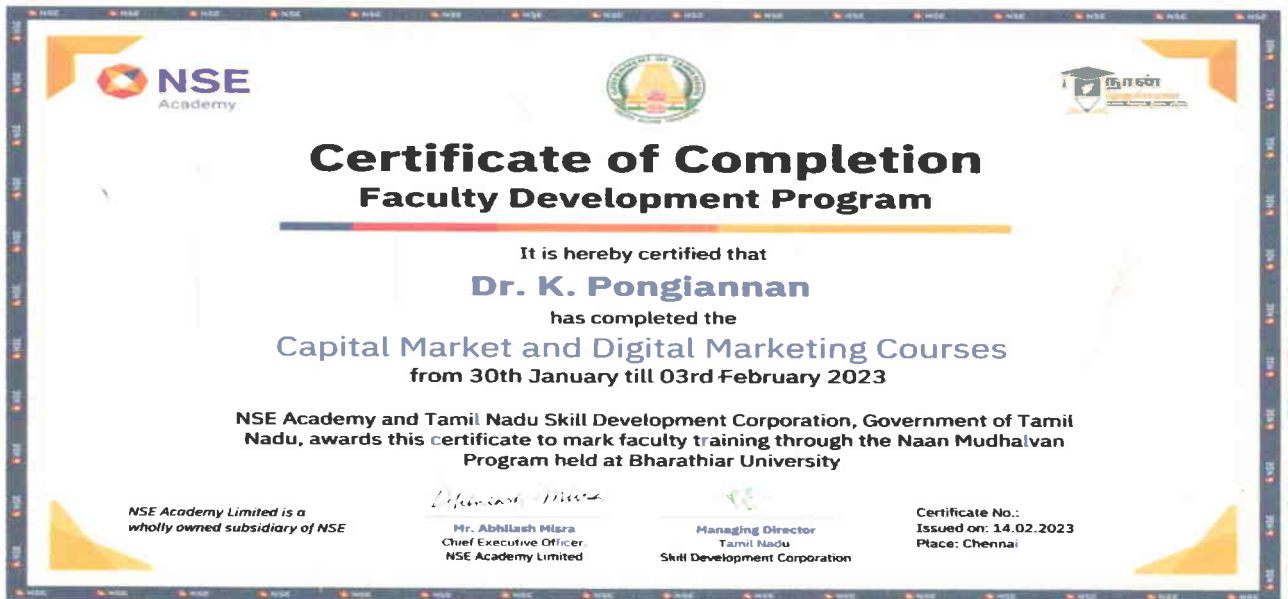 NSE
Academy
நான்
Certificate of Completion
Faculty Development Program
It is hereby certified that
Dr. K. Pongiannan
has completed the
Capital Market and Digital Marketing Courses
from 30th January till 03rd February 2023
NSE Academy and Tamil Nadu Skill Development Corporation, Government of Tamil
Nadu, awards this certificate to mark faculty training through the Naan Mudhalvan
Program held at Bharathiar University
NSE Academy Limited is a
wholly owned subsidiary of NSE
Mr. Abhilash Misra
Chief Executive Officer,
NSE Academy Limited
Managing Director
Tamil Nadu
Skill Development Corporation
Certificate No.:
Issued on: 14.02.2023
Place: Chennai